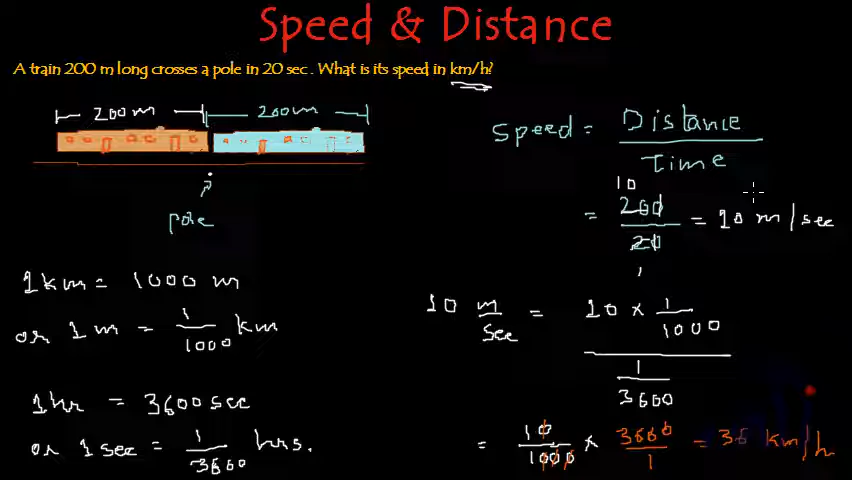 Speed & Distance
A train 200 m long crosses a pole in 20 sec . What is its speed in km/h?
200m 200m
pole
Speed = Distance / Time
10
= 200 / 20 = 10 m/sec
1
1 km = 1000 m
or 1 m = 1/1000 km
1 hr = 3600 sec
or 1 sec = 1/3660 hrs.
10 m/sec = 10 × 1/1000
1/3600
= 10/1000 × 3600/1 = 36 km/h